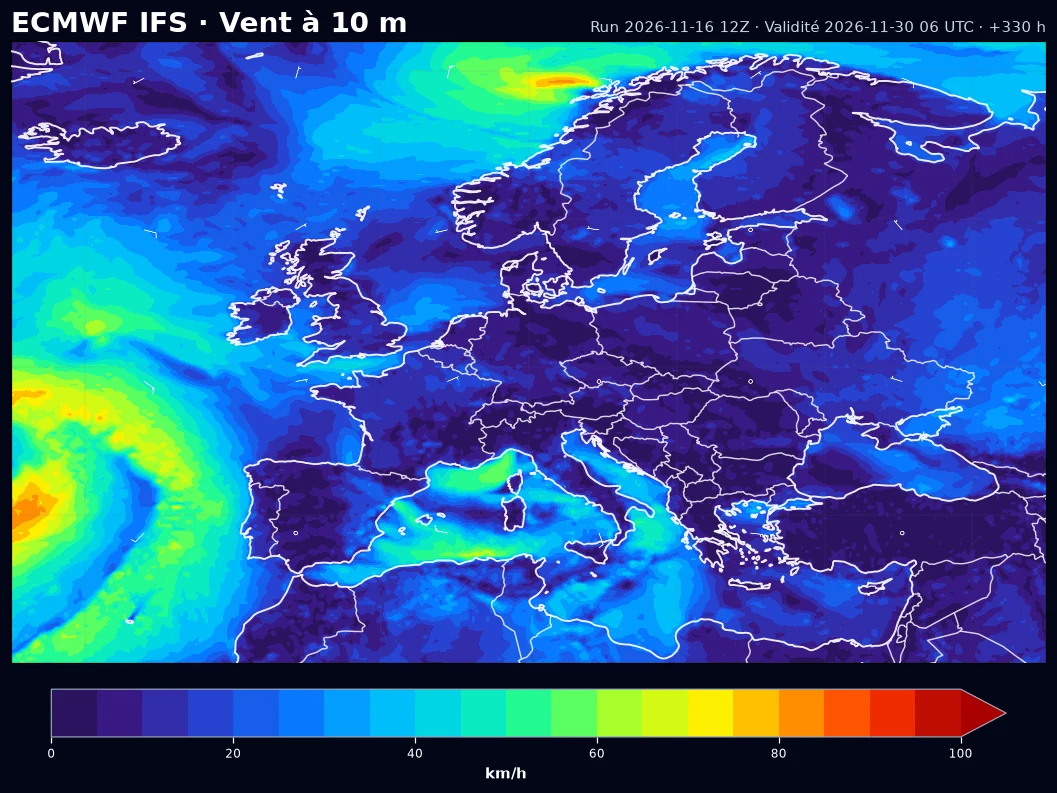 ECMWF IFS · Vent à 10 m
Run 2026-11-16 12Z · Validité 2026-11-30 06 UTC · +330 h
0 20 40 60 80 100
km/h